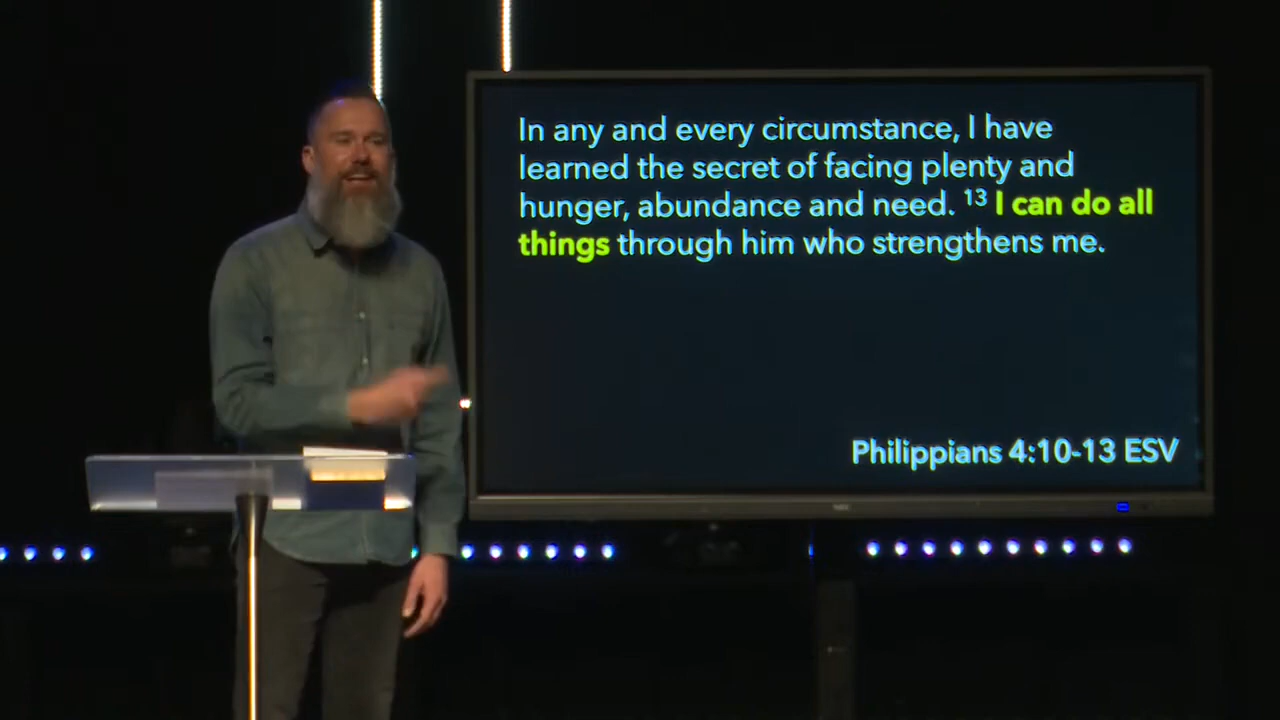 In any and every circumstance, I have
learned the secret of facing plenty and
hunger, abundance and need. ¹³ I can do all
things through him who strengthens me.
Philippians 4:10-13 ESV
NEC